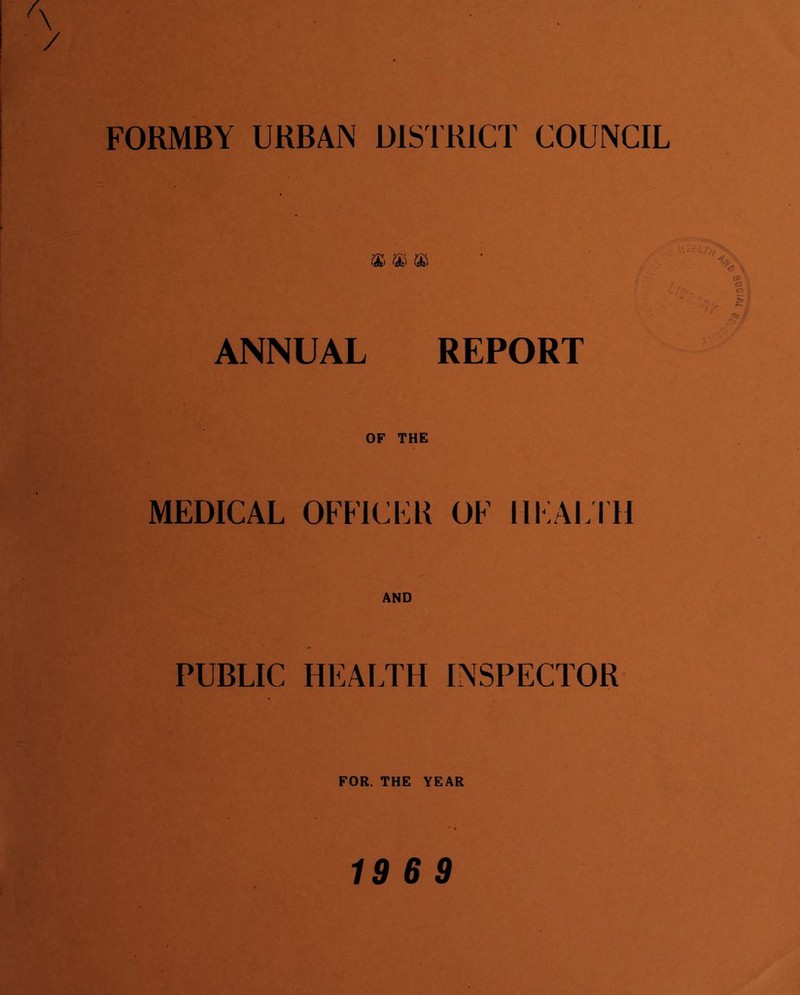 FORMBY URBAN DISTRICT COUNCIL
ANNUAL REPORT
OF THE
MEDICAL OFFICER OF HEALTH
AND
PUBLIC HEALTH INSPECTOR
FOR. THE YEAR
1969